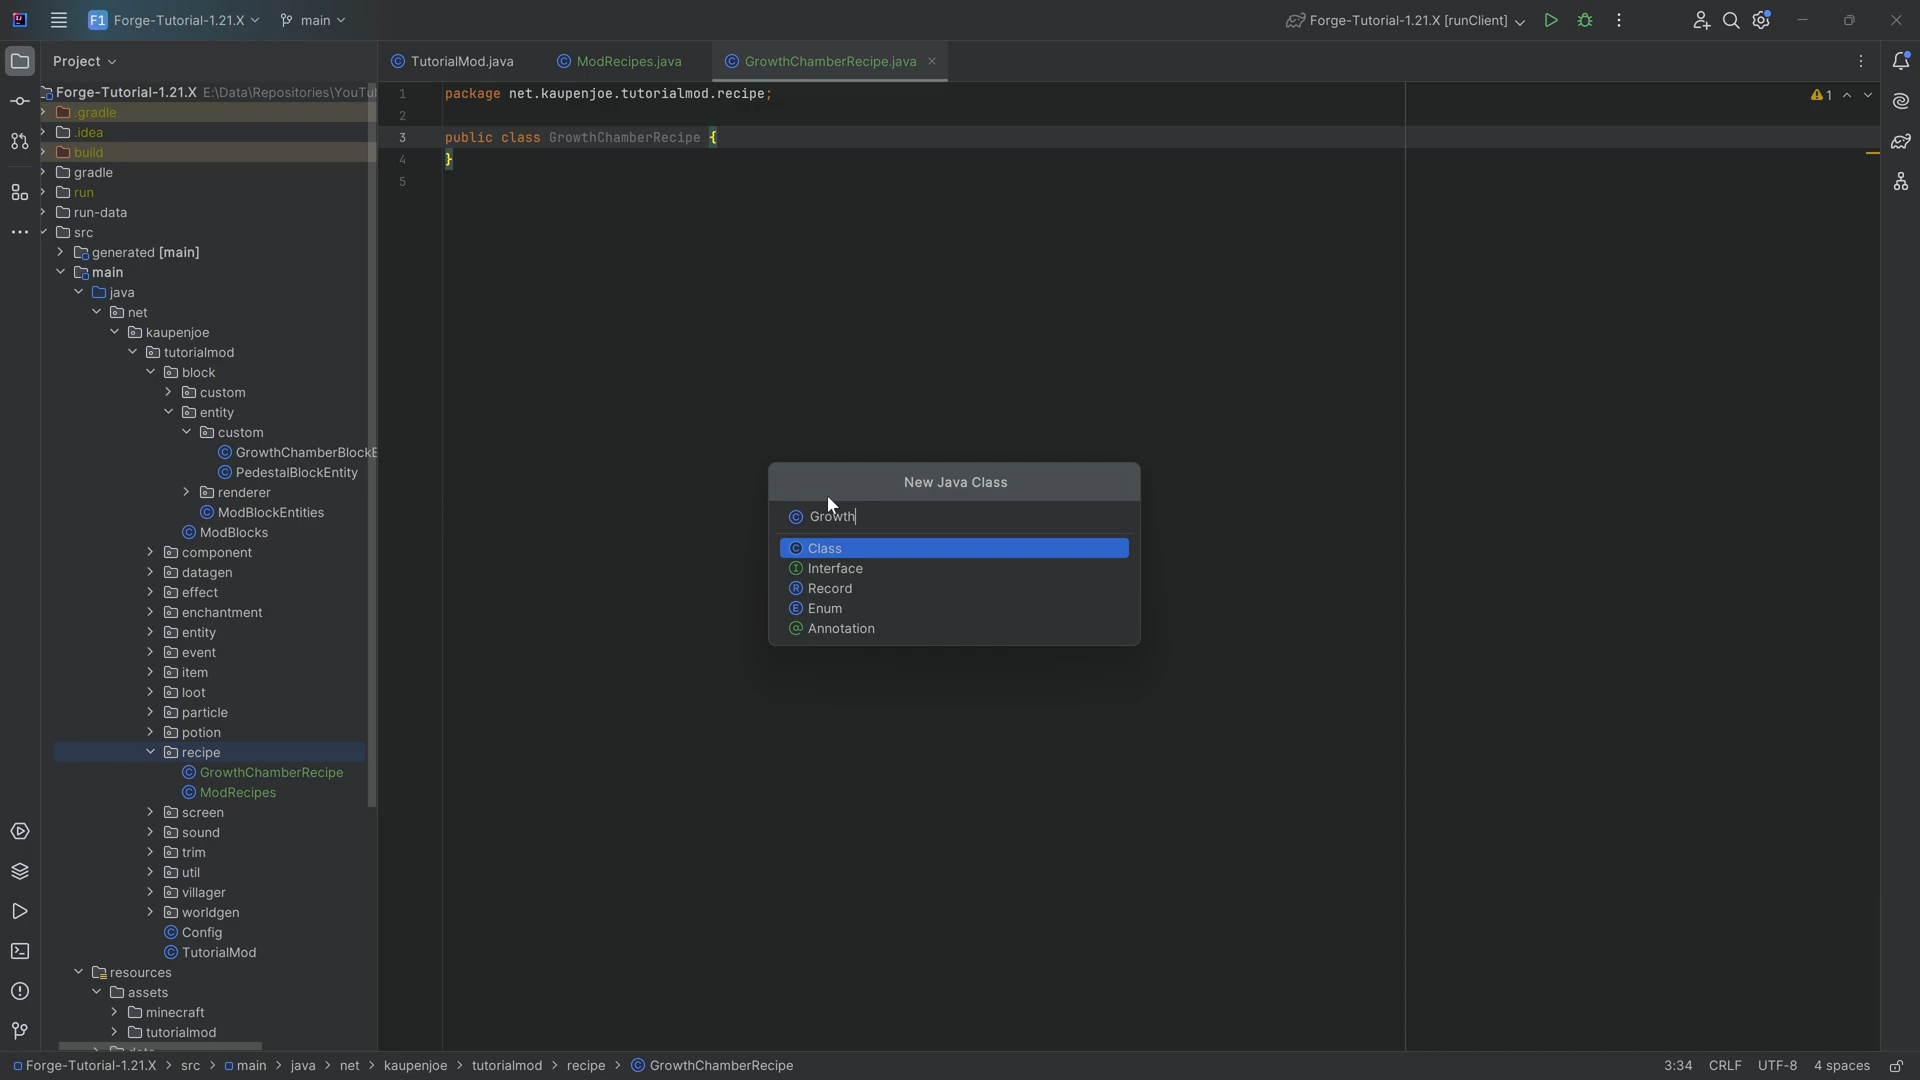 F1 Forge-Tutorial-1.21.X main Forge-Tutorial-1.21.X [runClient]
Project
TutorialMod.java ModRecipes.java GrowthChamberRecipe.java
Forge-Tutorial-1.21.X E:\Data\Repositories\YouTu
.gradle
.idea
build
gradle
run
run-data
src
generated [main]
main
java
net
kaupenjoe
tutorialmod
block
custom
entity
custom
GrowthChamberBlockE
PedestalBlockEntity
renderer
ModBlockEntities
ModBlocks
component
datagen
effect
enchantment
entity
event
item
loot
particle
potion
recipe
GrowthChamberRecipe
ModRecipes
screen
sound
trim
util
villager
worldgen
Config
TutorialMod
resources
assets
minecraft
tutorialmod
1 package net.kaupenjoe.tutorialmod.recipe;
2
3 public class GrowthChamberRecipe {
4 }
5
1
New Java Class
Growth
Class
Interface
Record
Enum
Annotation
Forge-Tutorial-1.21.X > src > main > java > net > kaupenjoe > tutorialmod > recipe > GrowthChamberRecipe
3:34 CRLF UTF-8 4 spaces